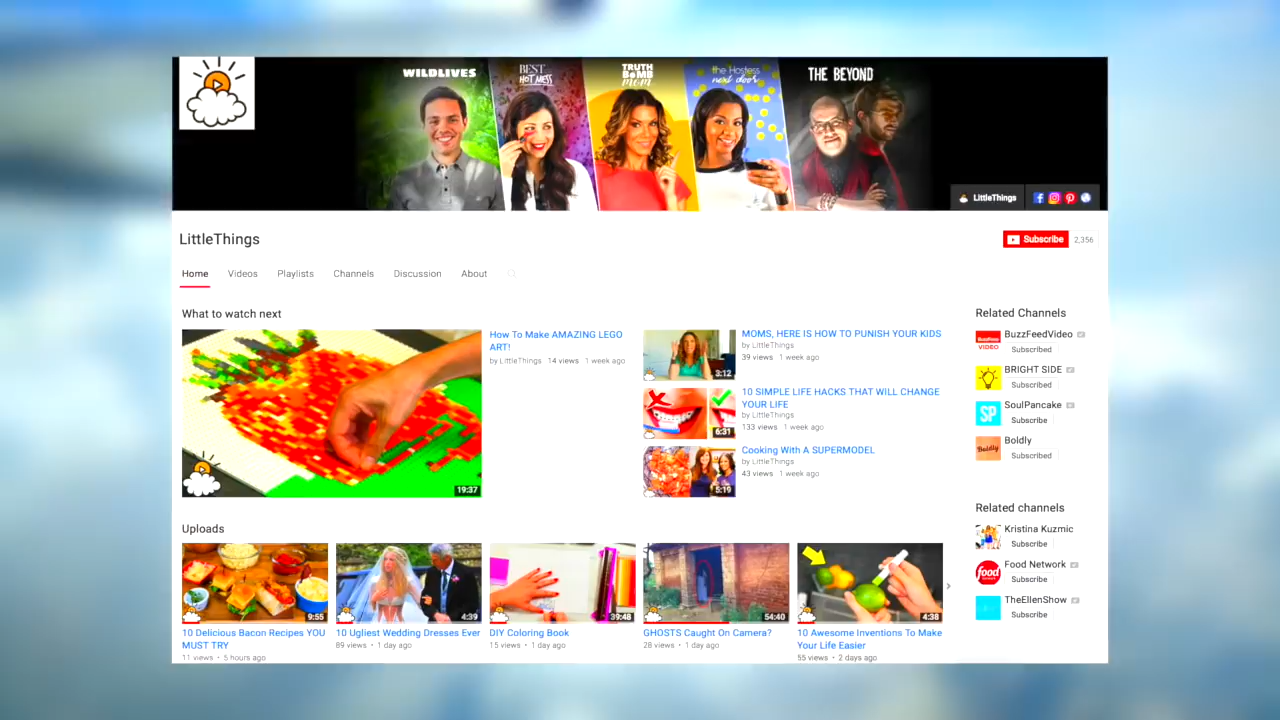 WILDLIVES
BEST HOT MESS
TRUTH BOMB mom
the Hostess next door
THE BEYOND
LittleThings
LittleThings
Subscribe 2,356
Home Videos Playlists Channels Discussion About
What to watch next
How To Make AMAZING LEGO
ART!
by LittleThings 14 views 1 week ago
19:37
MOMS, HERE IS HOW TO PUNISH YOUR KIDS
by LittleThings
39 views 1 week ago
3:12
10 SIMPLE LIFE HACKS THAT WILL CHANGE
YOUR LIFE
by LittleThings
133 views 1 week ago
6:31
Cooking With A SUPERMODEL
by LittleThings
43 views 1 week ago
5:19
Related Channels
BuzzFeedVideo
Subscribed
BuzzFeed
VIDEO
BRIGHT SIDE
Subscribed
SP
SoulPancake
Subscribe
Boldly
Boldly
Subscribed
Related channels
Kristina Kuzmic
Subscribe
food
Food Network
Subscribe
TheEllenShow
Subscribe
Uploads
9:55
10 Delicious Bacon Recipes YOU
MUST TRY
11 views • 5 hours ago
4:39
10 Ugliest Wedding Dresses Ever
89 views • 1 day ago
39:48
DIY Coloring Book
15 views • 1 day ago
54:40
GHOSTS Caught On Camera?
28 views • 1 day ago
4:38
10 Awesome Inventions To Make
Your Life Easier
55 views • 2 days ago